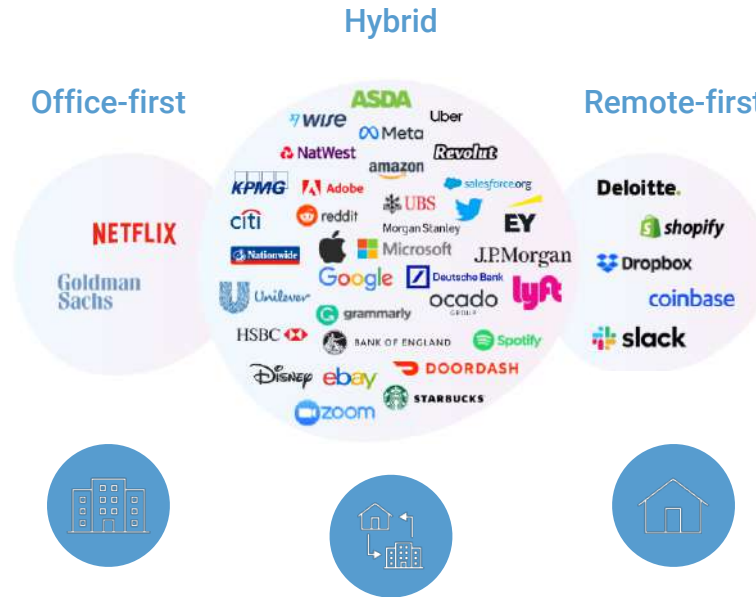 Hybrid
Office-first
Remote-first
ASDA
wise
Uber
Meta
NatWest
Revolut
amazon
KPMG
Adobe
salesforce.org
UBS
citi
reddit
Morgan Stanley
EY
Nationwide
Microsoft
J.P.Morgan
Google
Deutsche Bank
Unilever
ocado
GROUP
lyft
grammarly
HSBC
BANK OF ENGLAND
Spotify
Disney
ebay
DOORDASH
STARBUCKS
zoom
NETFLIX
Goldman
Sachs
Deloitte.
shopify
Dropbox
coinbase
slack